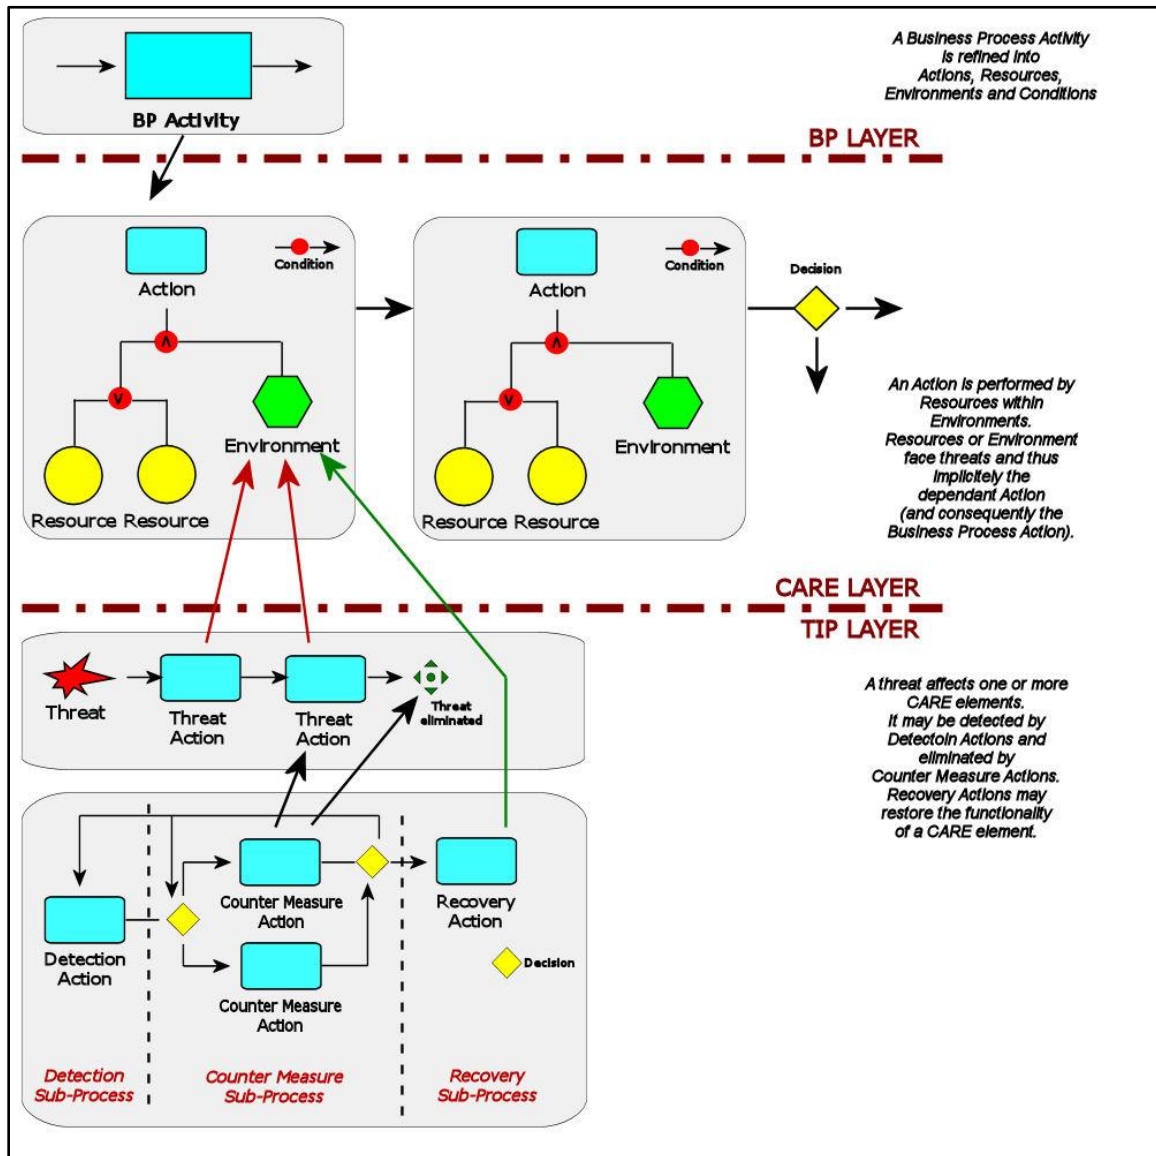 A Business Process Activity
is refined into
Actions, Resources,
Environments and Conditions
BP Activity
BP LAYER
Action
Condition
Action
Condition
Decision
Λ
Λ
V
V
Environment
Environment
Resource
Resource
Resource
Resource
An Action is performed by
Resources within
Environments.
Resources or Environment
face threats and thus
implicitely the
dependant Action
(and consequently the
Business Process Action).
CARE LAYER
TIP LAYER
Threat
Threat
Action
Threat
Action
Threat
eliminated
A threat affects one or more
CARE elements.
It may be detected by
Detectoin Actions and
eliminated by
Counter Measure Actions.
Recovery Actions may
restore the functionality
of a CARE element.
Detection
Action
Counter Measure
Action
Counter Measure
Action
Recovery
Action
Decision
Detection
Sub-Process
Counter Measure
Sub-Process
Recovery
Sub-Process